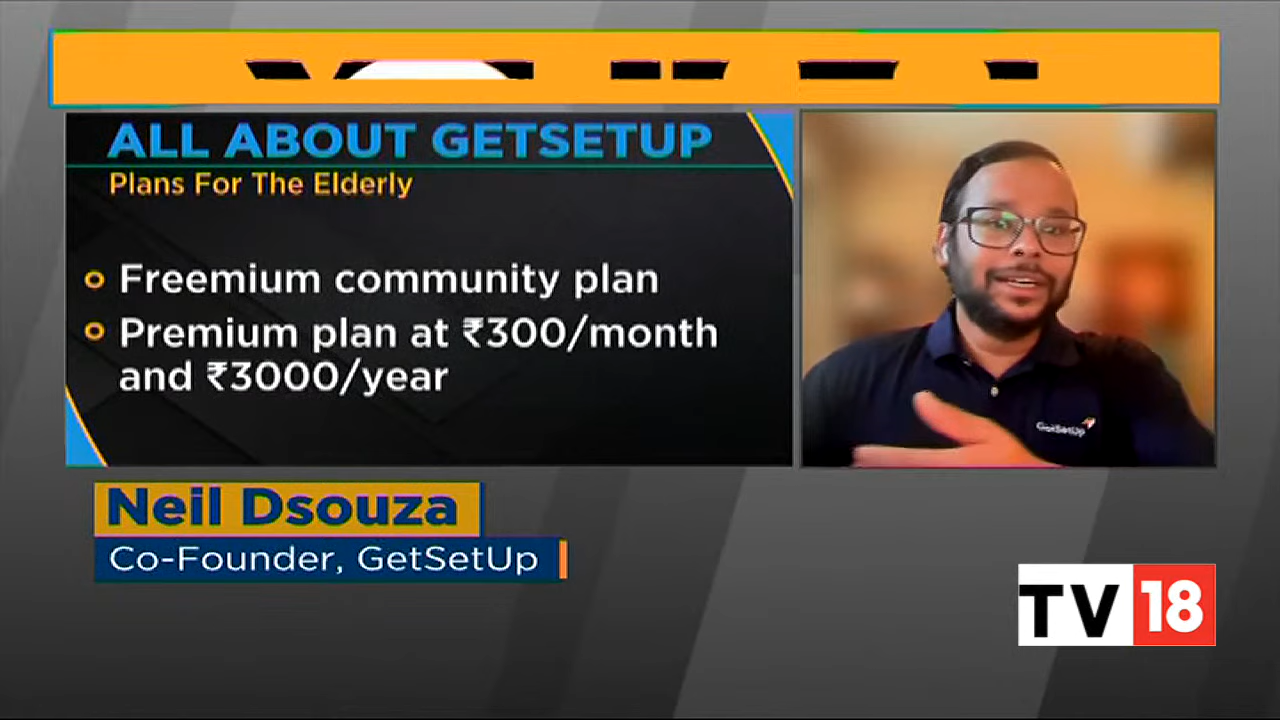 ALL ABOUT GETSETUP
Plans For The Elderly
Freemium community plan
Premium plan at ₹300/month
and ₹3000/year
GetSetUp
Neil Dsouza
Co-Founder, GetSetUp
TV18